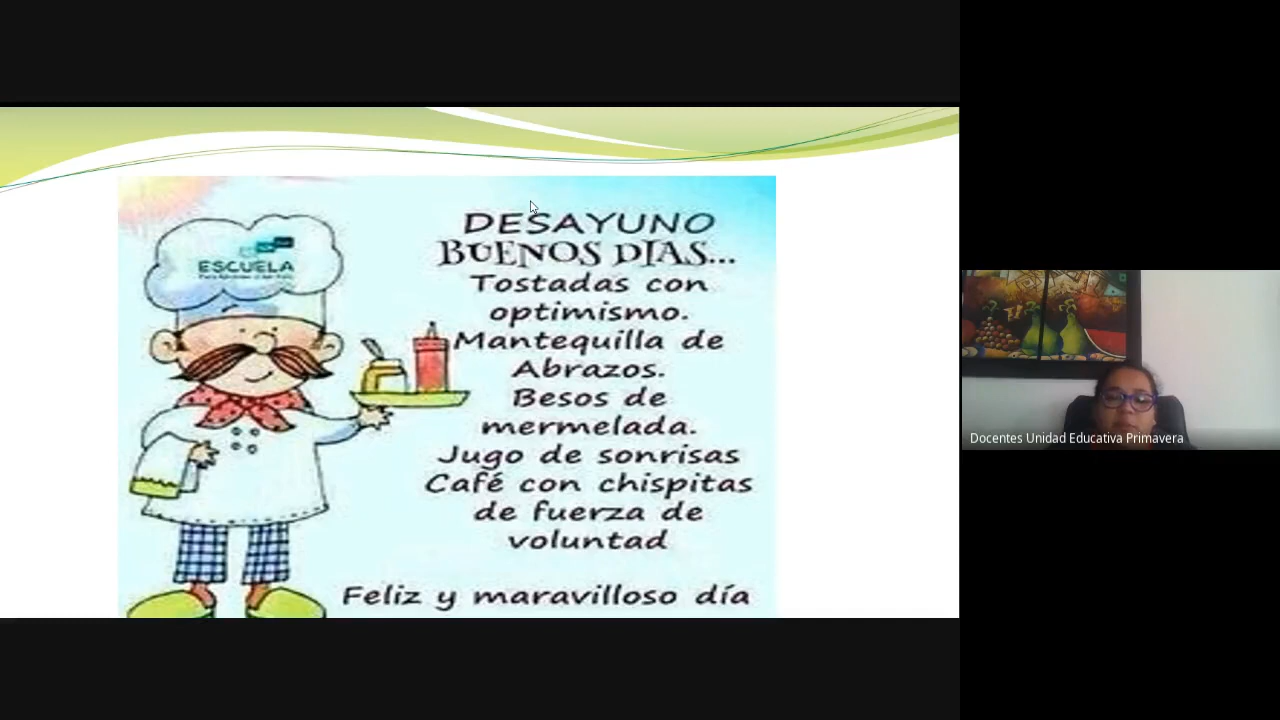 ESCUELA
DESAYUNO
BUENOS DIAS...
Tostadas con
optimismo.
Mantequilla de
Abrazos.
Besos de
mermelada.
Jugo de sonrisas
Café con chispitas
de fuerza de
voluntad
Feliz y maravilloso día
Docentes Unidad Educativa Primavera